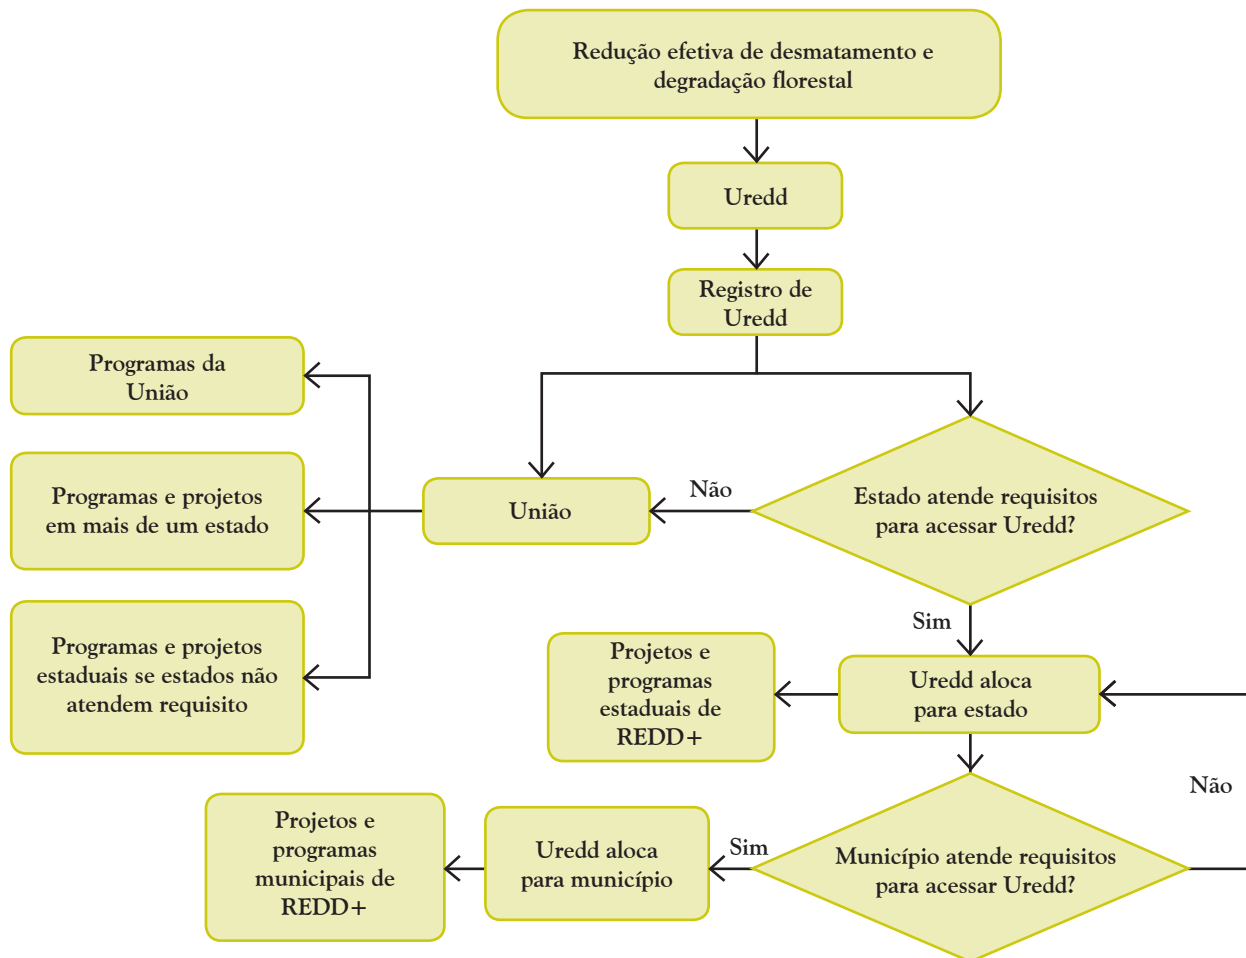 Redução efetiva de desmatamento e
degradação florestal
Uredd
Registro de
Uredd
Programas da
União
Programas e projetos
em mais de um estado
União
Não
Estado atende requisitos
para acessar Uredd?
Programas e projetos
estaduais se estados não
atendem requisito
Sim
Projetos e
programas
estaduais de
REDD+
Uredd aloca
para estado
Não
Projetos e
programas
municipais de
REDD+
Uredd aloca
para município
Sim
Município atende requisitos
para acessar Uredd?